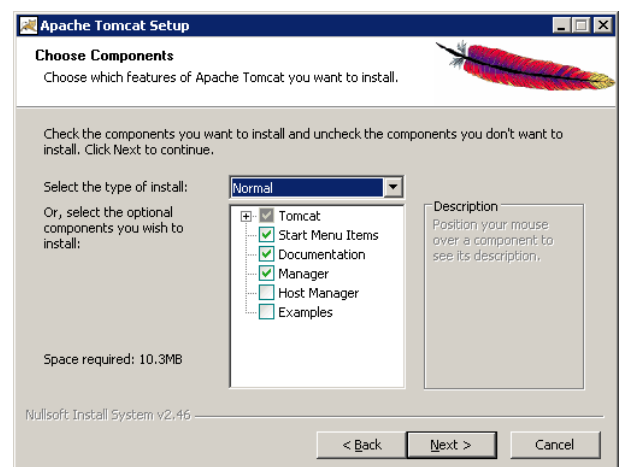 Apache Tomcat Setup
Choose Components
Choose which features of Apache Tomcat you want to install.
Check the components you want to install and uncheck the components you don't want to
install. Click Next to continue.
Select the type of install:
Normal
Or, select the optional
components you wish to
install:
Tomcat
Start Menu Items
Documentation
Manager
Host Manager
Examples
Description
Position your mouse
over a component to
see its description.
Space required: 10.3MB
Nullsoft Install System v2.46
< Back
Next >
Cancel